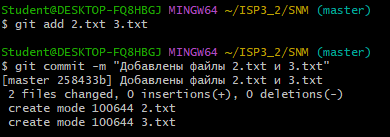 Student@DESKTOP-FQ8HBGJ MINGW64 ~/ISP3_2/SNM (master)
$ git add 2.txt 3.txt
Student@DESKTOP-FQ8HBGJ MINGW64 ~/ISP3_2/SNM (master)
$ git commit -m "Добавлены файлы 2.txt и 3.txt"
[master 258433b] Добавлены файлы 2.txt и 3.txt
2 files changed, 0 insertions(+), 0 deletions(-)
create mode 100644 2.txt
create mode 100644 3.txt